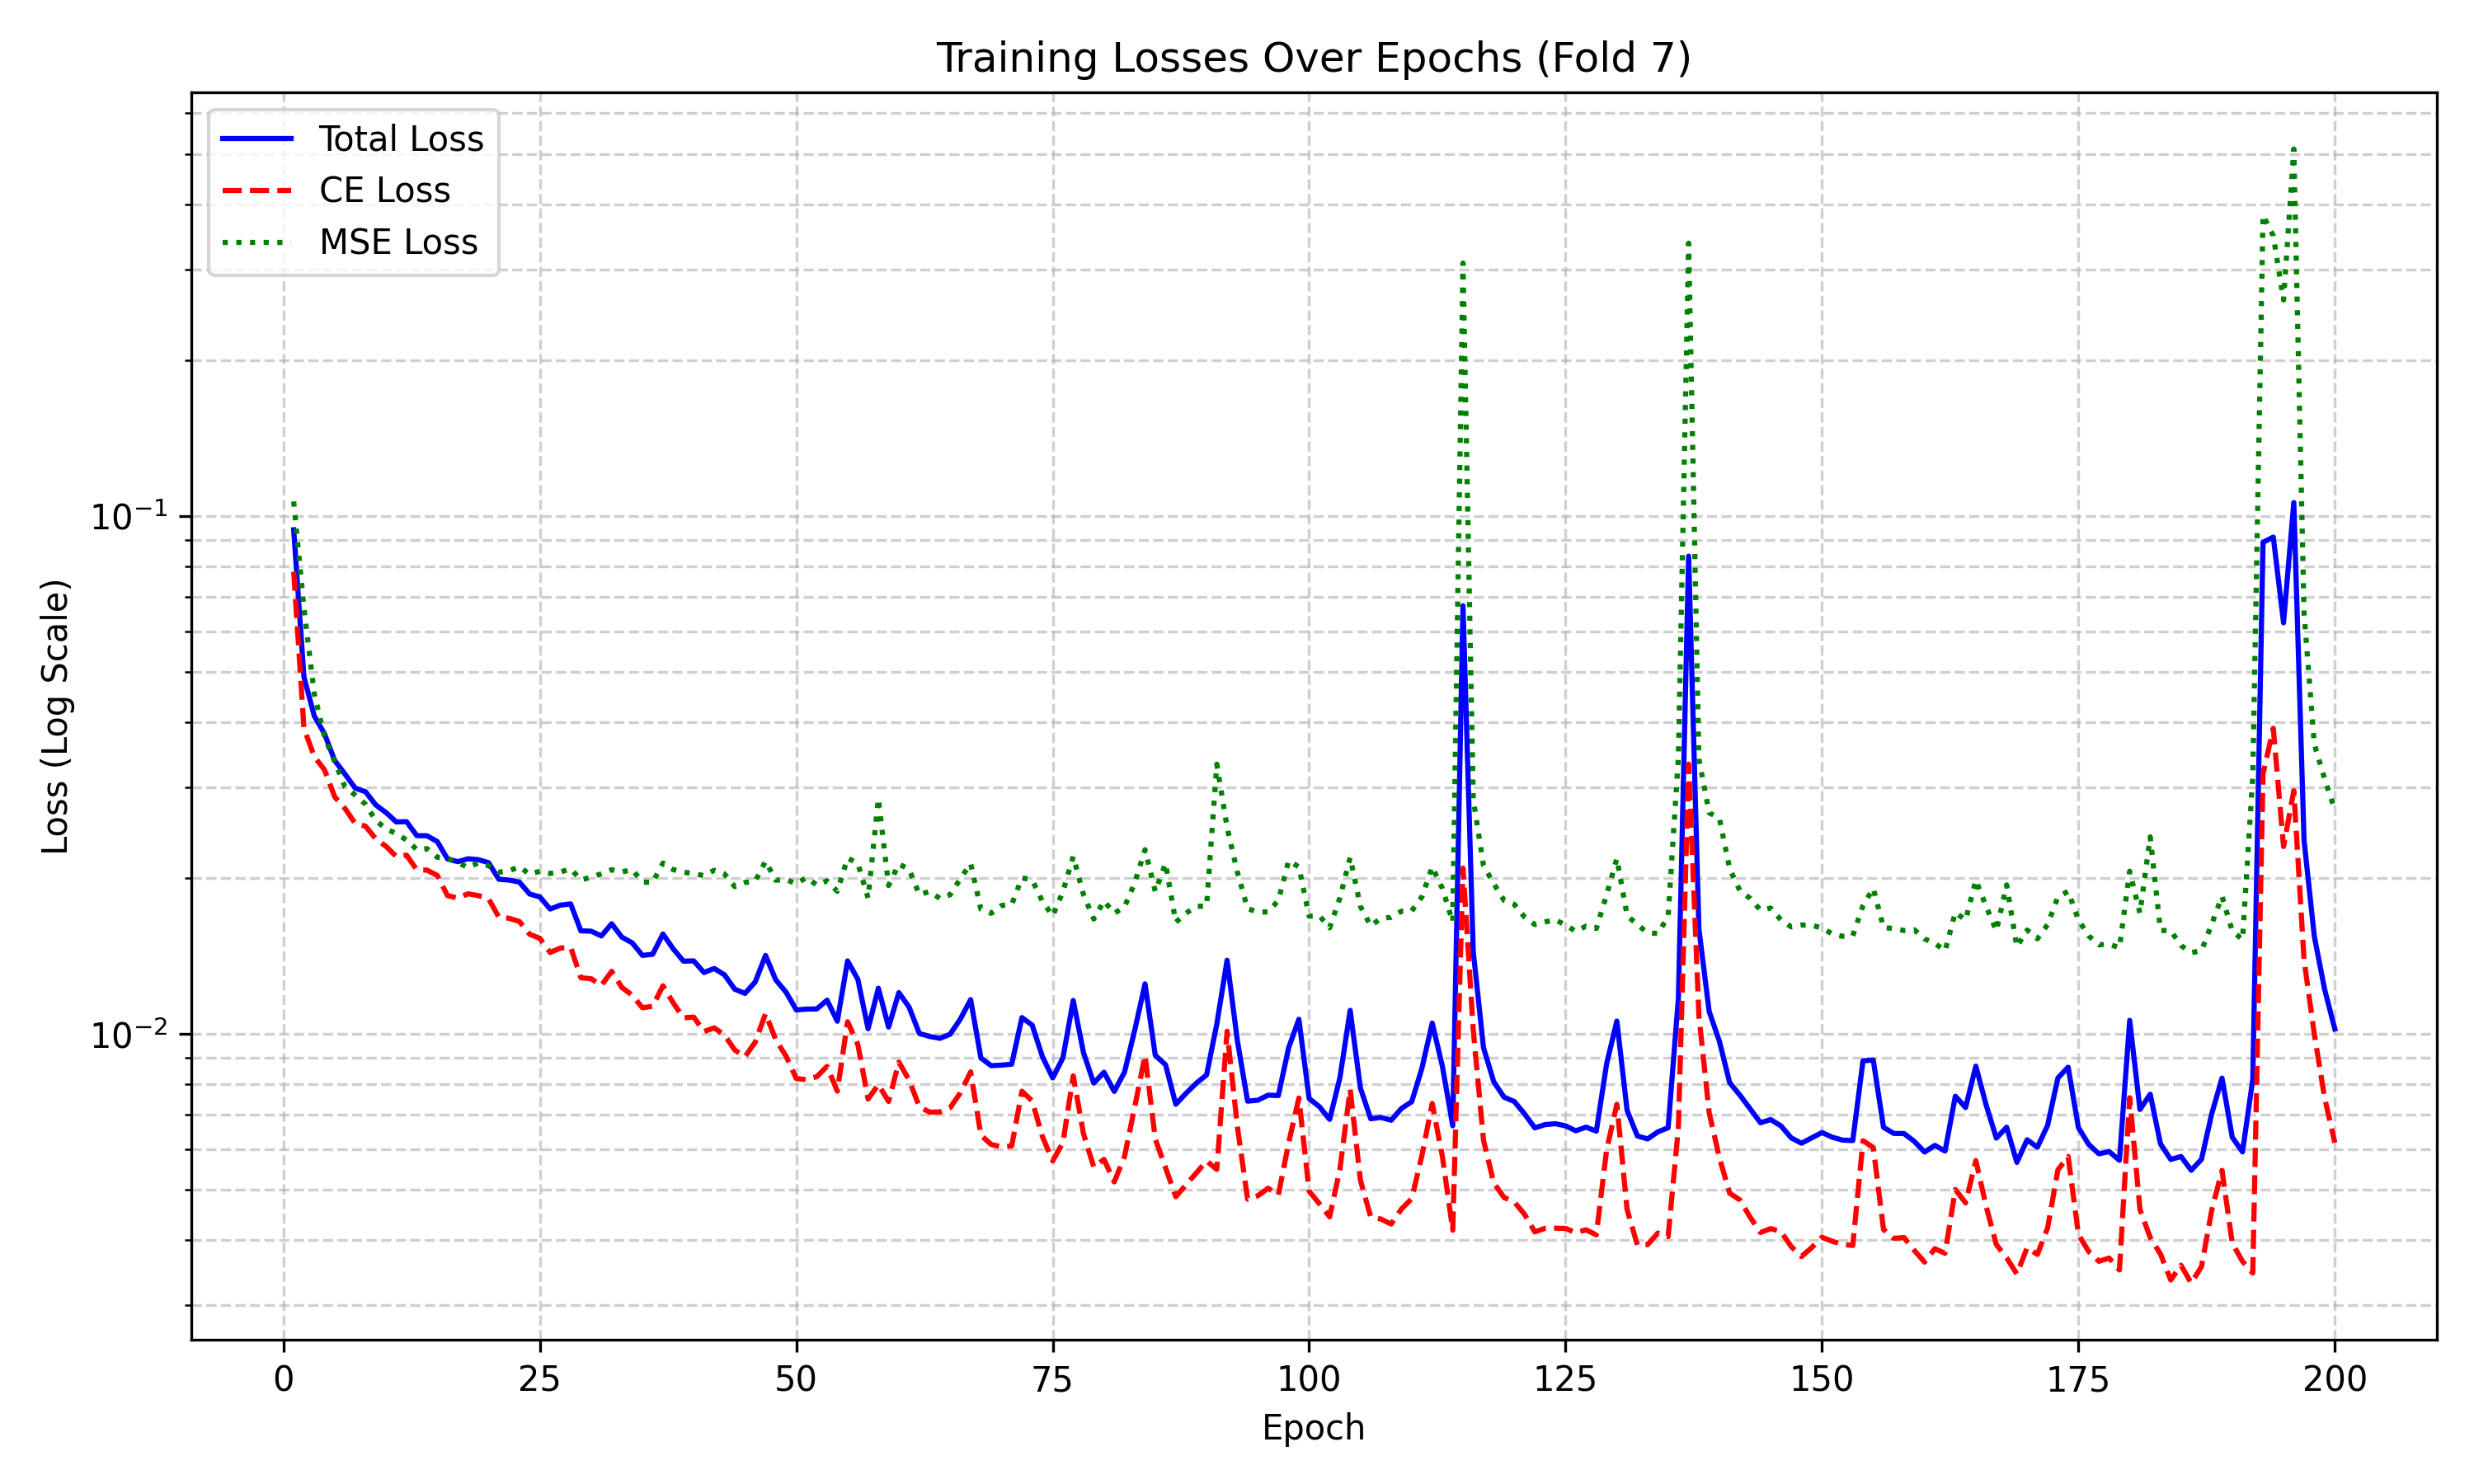 Training Losses Over Epochs (Fold 7)
Total Loss
CE Loss
MSE Loss
Loss (Log Scale)
10⁻¹
10⁻²
0 25 50 75 100 125 150 175 200
Epoch